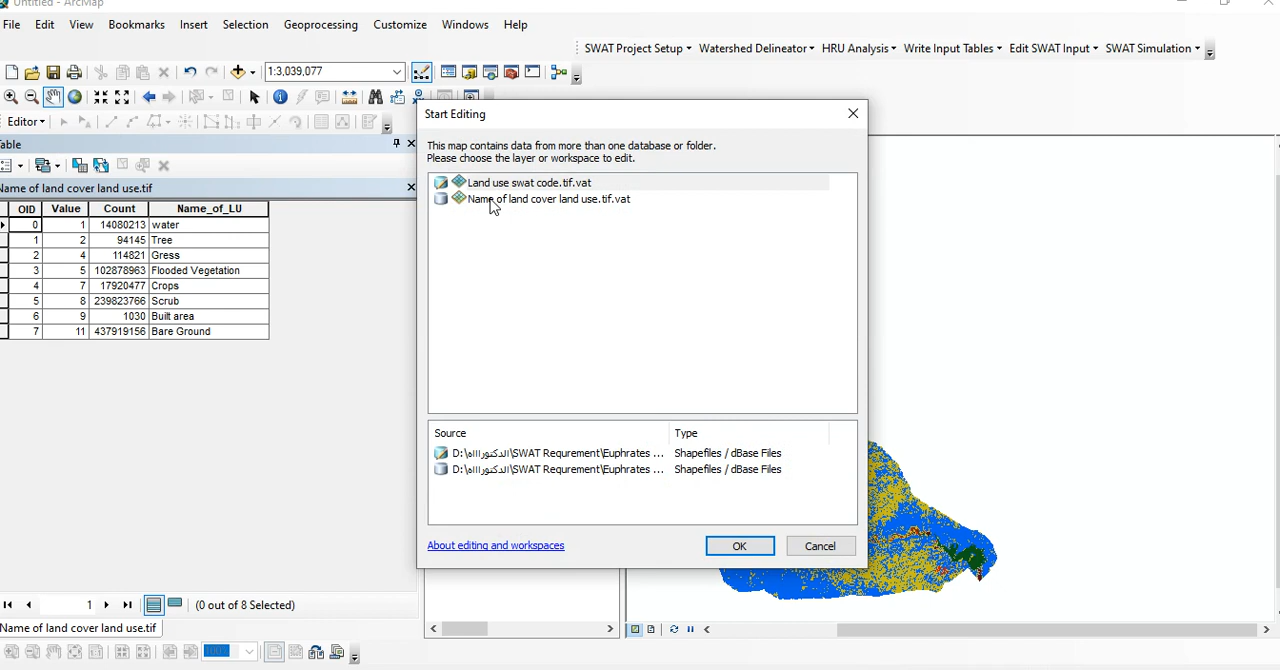 Untitled - ArcMap
File Edit View Bookmarks Insert Selection Geoprocessing Customize Windows Help
SWAT Project Setup Watershed Delineator HRU Analysis Write Input Tables Edit SWAT Input SWAT Simulation
1:3,039,077
Editor
able
Name of land cover land use.tif
OID Value Count Name_of_LU
0 1 14080213 water
1 2 94145 Tree
2 4 114821 Gress
3 5 102878963 Flooded Vegetation
4 7 17920477 Crops
5 8 239823766 Scrub
6 9 1030 Built area
7 11 437919156 Bare Ground
1 (0 out of 8 Selected)
Name of land cover land use.tif
100%
Start Editing
This map contains data from more than one database or folder.
Please choose the layer or workspace to edit.
Land use swat code.tif.vat
Name of land cover land use.tif.vat
Source Type
D:\الدكتوراااه\SWAT Requrement\Euphrates ... Shapefiles / dBase Files
D:\الدكتوراااه\SWAT Requrement\Euphrates ... Shapefiles / dBase Files
About editing and workspaces OK Cancel